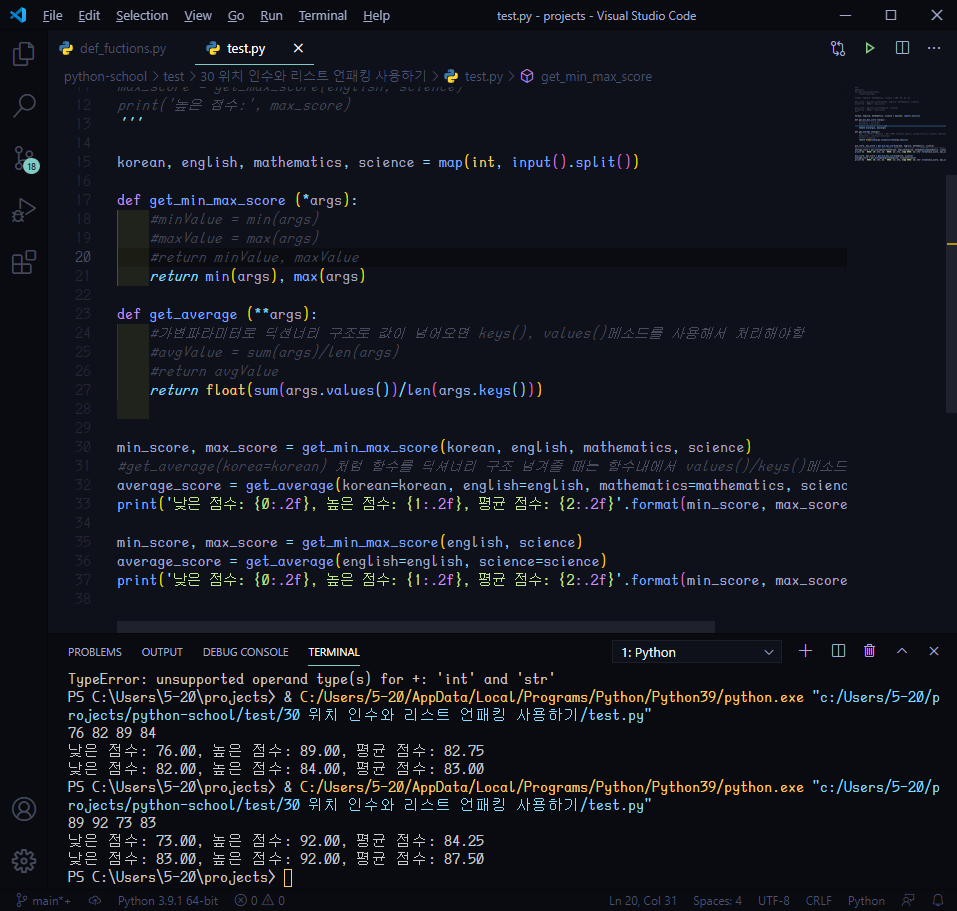 File Edit Selection View Go Run Terminal Help test.py - projects - Visual Studio Code
def_fuctions.py test.py
python-school > test > 30 위치 인수와 리스트 언패킹 사용하기 > test.py > get_min_max_score
11 max_score = get_max_score(english, science)
12 print('높은 점수:', max_score)
13 '''
14
15 korean, english, mathematics, science = map(int, input().split())
16
17 def get_min_max_score (*args):
18 #minValue = min(args)
19 #maxValue = max(args)
20 #return minValue, maxValue
21 return min(args), max(args)
22
23 def get_average (**args):
24 #가변파라미터로 딕션너리 구조로 값이 넘어오면 keys(), values()메소드를 사용해서 처리해야함
25 #avgValue = sum(args)/len(args)
26 #return avgValue
27 return float(sum(args.values())/len(args.keys()))
28
29
30 min_score, max_score = get_min_max_score(korean, english, mathematics, science)
31 #get_average(korea=korean) 처럼 함수를 딕셔너리 구조 넘겨줄 때는 함수내에서 values()/keys()메소드
32 average_score = get_average(korean=korean, english=english, mathematics=mathematics, scienc
33 print('낮은 점수: {0:.2f}, 높은 점수: {1:.2f}, 평균 점수: {2:.2f}'.format(min_score, max_score
34
35 min_score, max_score = get_min_max_score(english, science)
36 average_score = get_average(english=english, science=science)
37 print('낮은 점수: {0:.2f}, 높은 점수: {1:.2f}, 평균 점수: {2:.2f}'.format(min_score, max_score
38
18
PROBLEMS OUTPUT DEBUG CONSOLE TERMINAL 1: Python
TypeError: unsupported operand type(s) for +: 'int' and 'str'
PS C:\Users\5-20\projects> & C:/Users/5-20/AppData/Local/Programs/Python/Python39/python.exe "c:/Users/5-20/p
rojects/python-school/test/30 위치 인수와 리스트 언패킹 사용하기/test.py"
76 82 89 84
낮은 점수: 76.00, 높은 점수: 89.00, 평균 점수: 82.75
낮은 점수: 82.00, 높은 점수: 84.00, 평균 점수: 83.00
PS C:\Users\5-20\projects> & C:/Users/5-20/AppData/Local/Programs/Python/Python39/python.exe "c:/Users/5-20/p
rojects/python-school/test/30 위치 인수와 리스트 언패킹 사용하기/test.py"
89 92 73 83
낮은 점수: 73.00, 높은 점수: 92.00, 평균 점수: 84.25
낮은 점수: 83.00, 높은 점수: 92.00, 평균 점수: 87.50
PS C:\Users\5-20\projects>
main*+ Python 3.9.1 64-bit 0 0 Ln 20, Col 31 Spaces: 4 UTF-8 CRLF Python